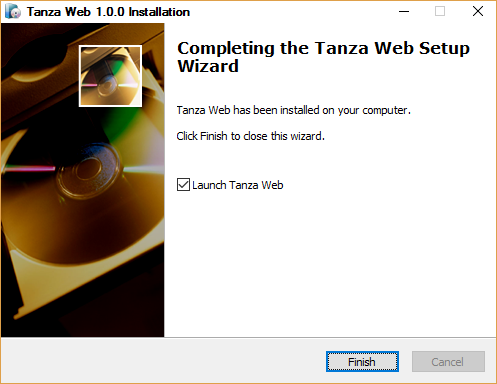 Tanza Web 1.0.0 Installation
Completing the Tanza Web Setup
Wizard
Tanza Web has been installed on your computer.
Click Finish to close this wizard.
Launch Tanza Web
Finish
Cancel